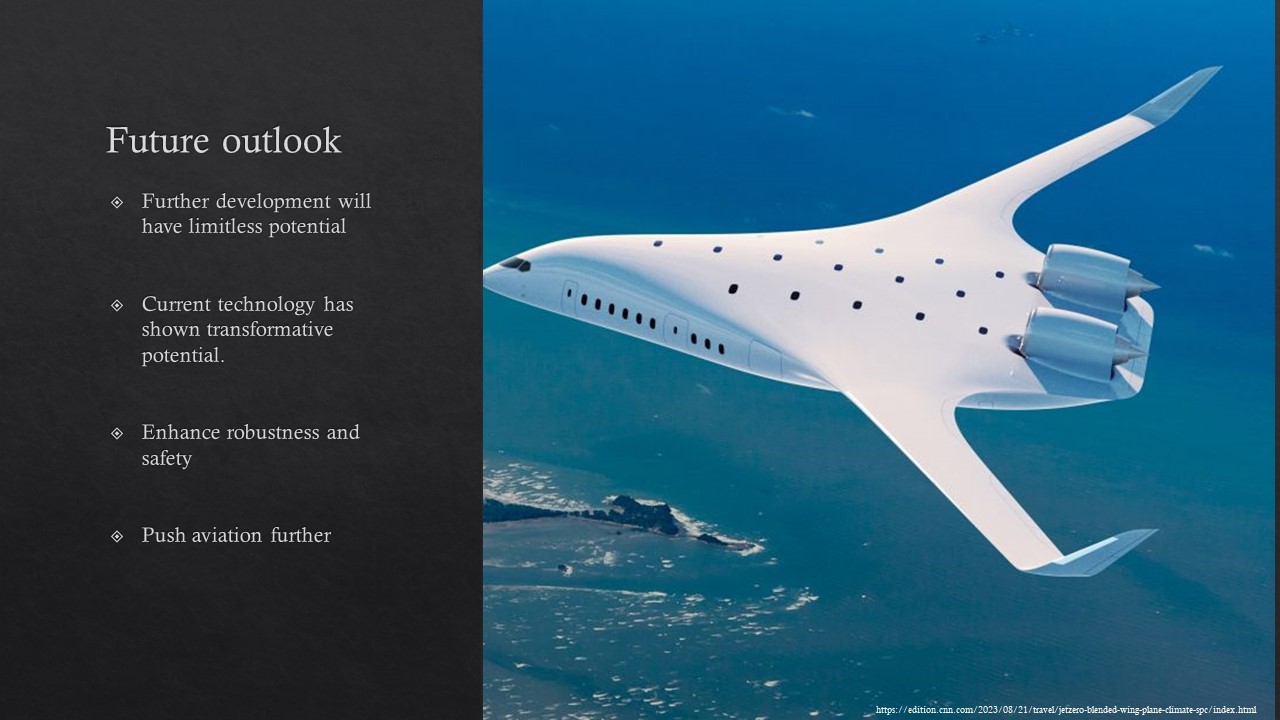 Future outlook
Further development will
have limitless potential
Current technology has
shown transformative
potential.
Enhance robustness and
safety
Push aviation further
https://edition.cnn.com/2023/08/21/travel/jetzero-blended-wing-plane-climate-spc/index.html